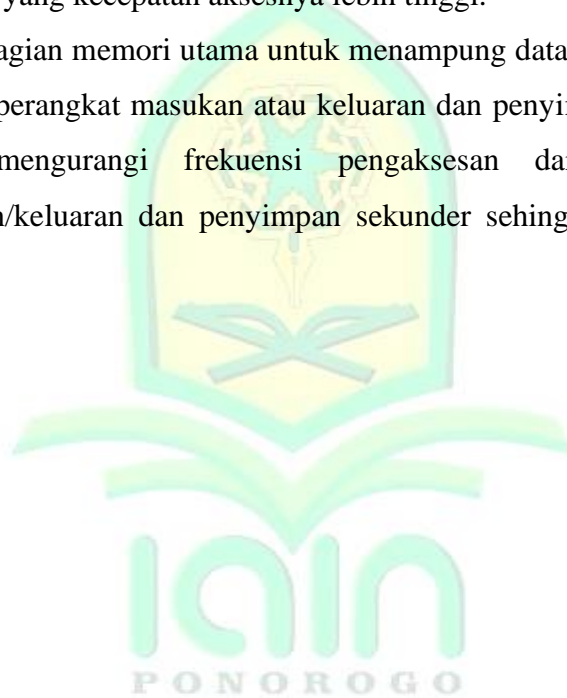 yang kecepatan aksesnya lebih tinggi.
agian memori utama untuk menampung data
perangkat masukan atau keluaran dan penyi
mengurangi frekuensi pengaksesan da
n/keluaran dan penyimpan sekunder sehing
iain
PONOROGO